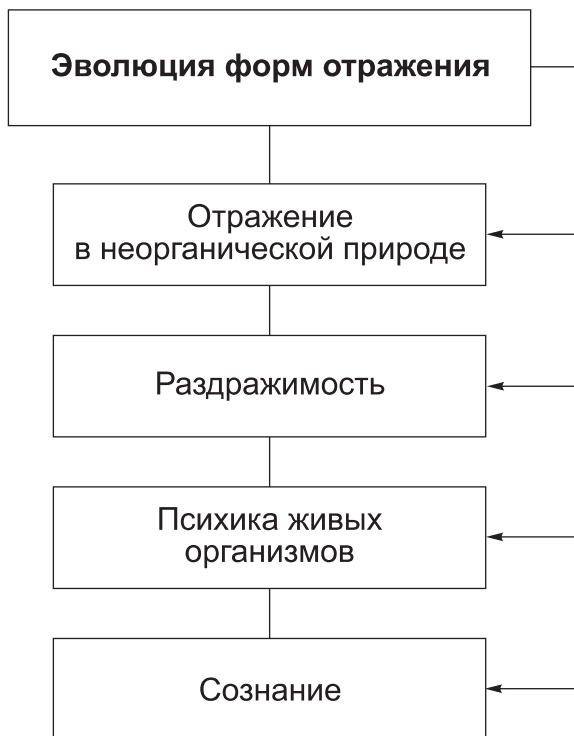 Эволюция форм отражения
Отражение
в неорганической природе
Раздражимость
Психика живых
организмов
Сознание